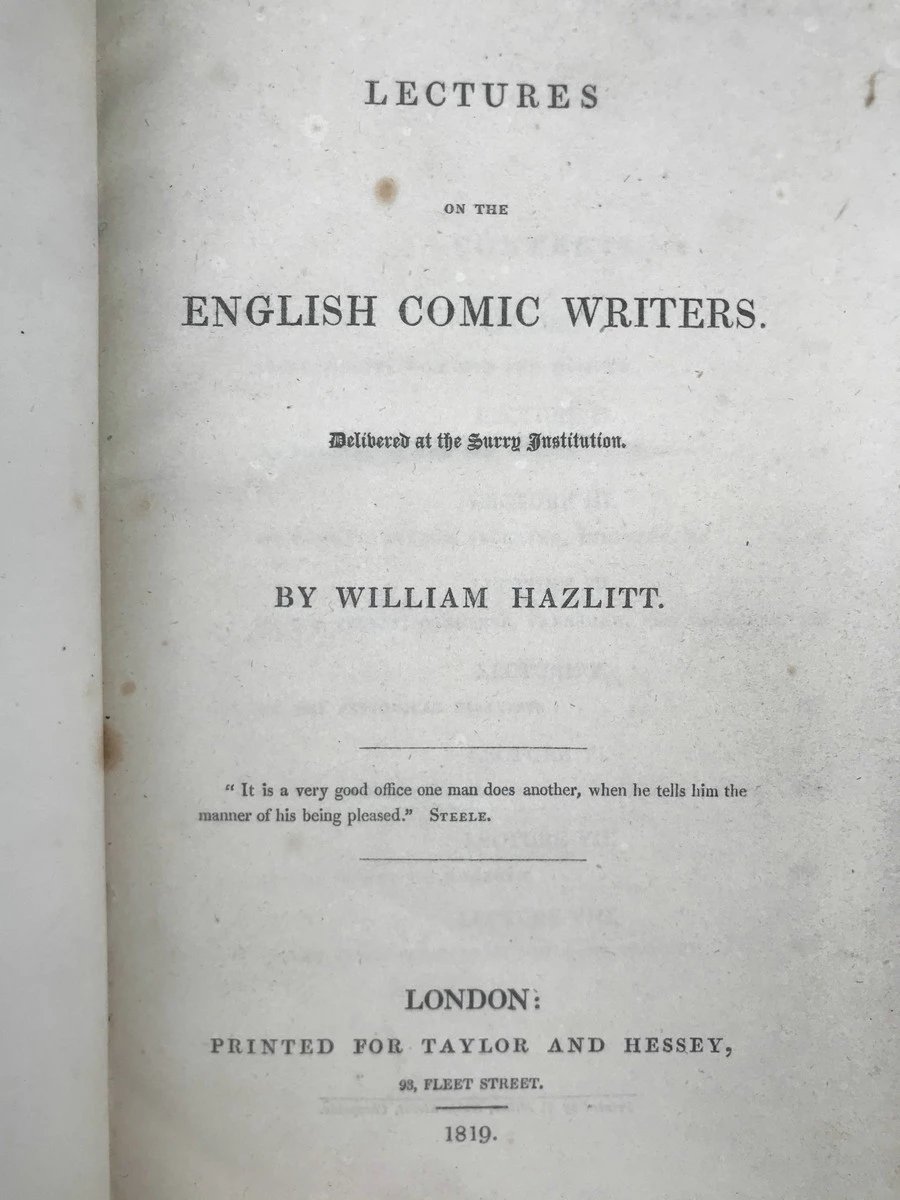 LECTURES
ON THE
ENGLISH COMIC WRITERS.
Delivered at the Surry Institution.
BY WILLIAM HAZLITT.
“ It is a very good office one man does another, when he tells him the
manner of his being pleased.” STEELE.
LONDON:
PRINTED FOR TAYLOR AND HESSEY,
93, FLEET STREET.
1819.